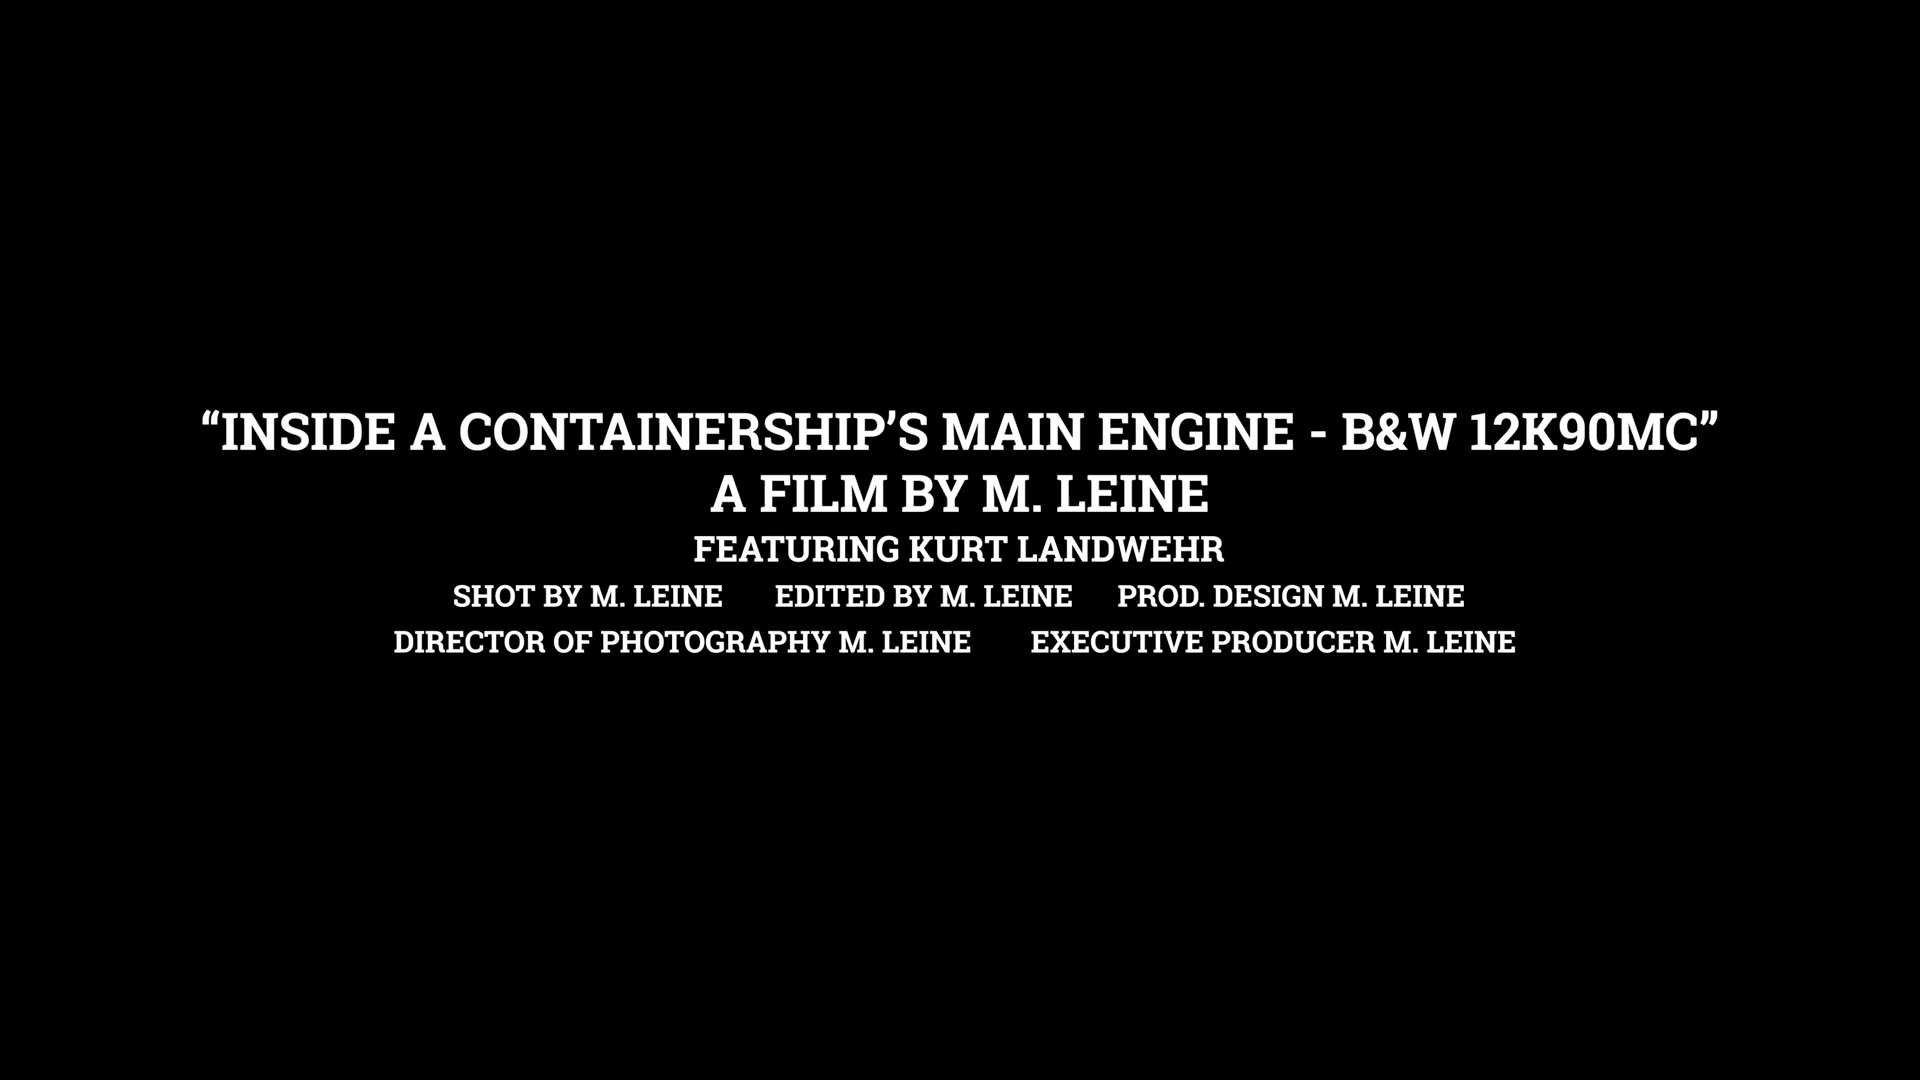 “INSIDE A CONTAINERSHIP’S MAIN ENGINE - B&W 12K90MC”
A FILM BY M. LEINE
FEATURING KURT LANDWEHR
SHOT BY M. LEINE EDITED BY M. LEINE PROD. DESIGN M. LEINE
DIRECTOR OF PHOTOGRAPHY M. LEINE EXECUTIVE PRODUCER M. LEINE